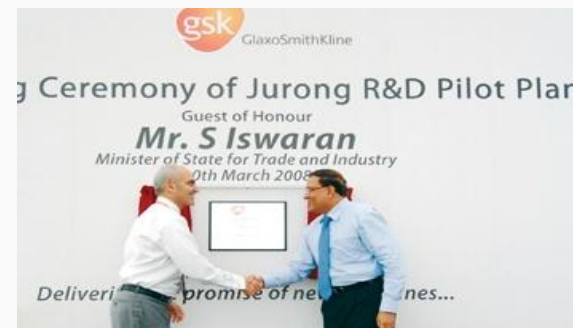 gsk
GlaxoSmithKline
g Ceremony of Jurong R&D Pilot Plan
Guest of Honour
Mr. S Iswaran
Minister of State for Trade and Industry
0th March 2008
Deliveri promise of ne nes...